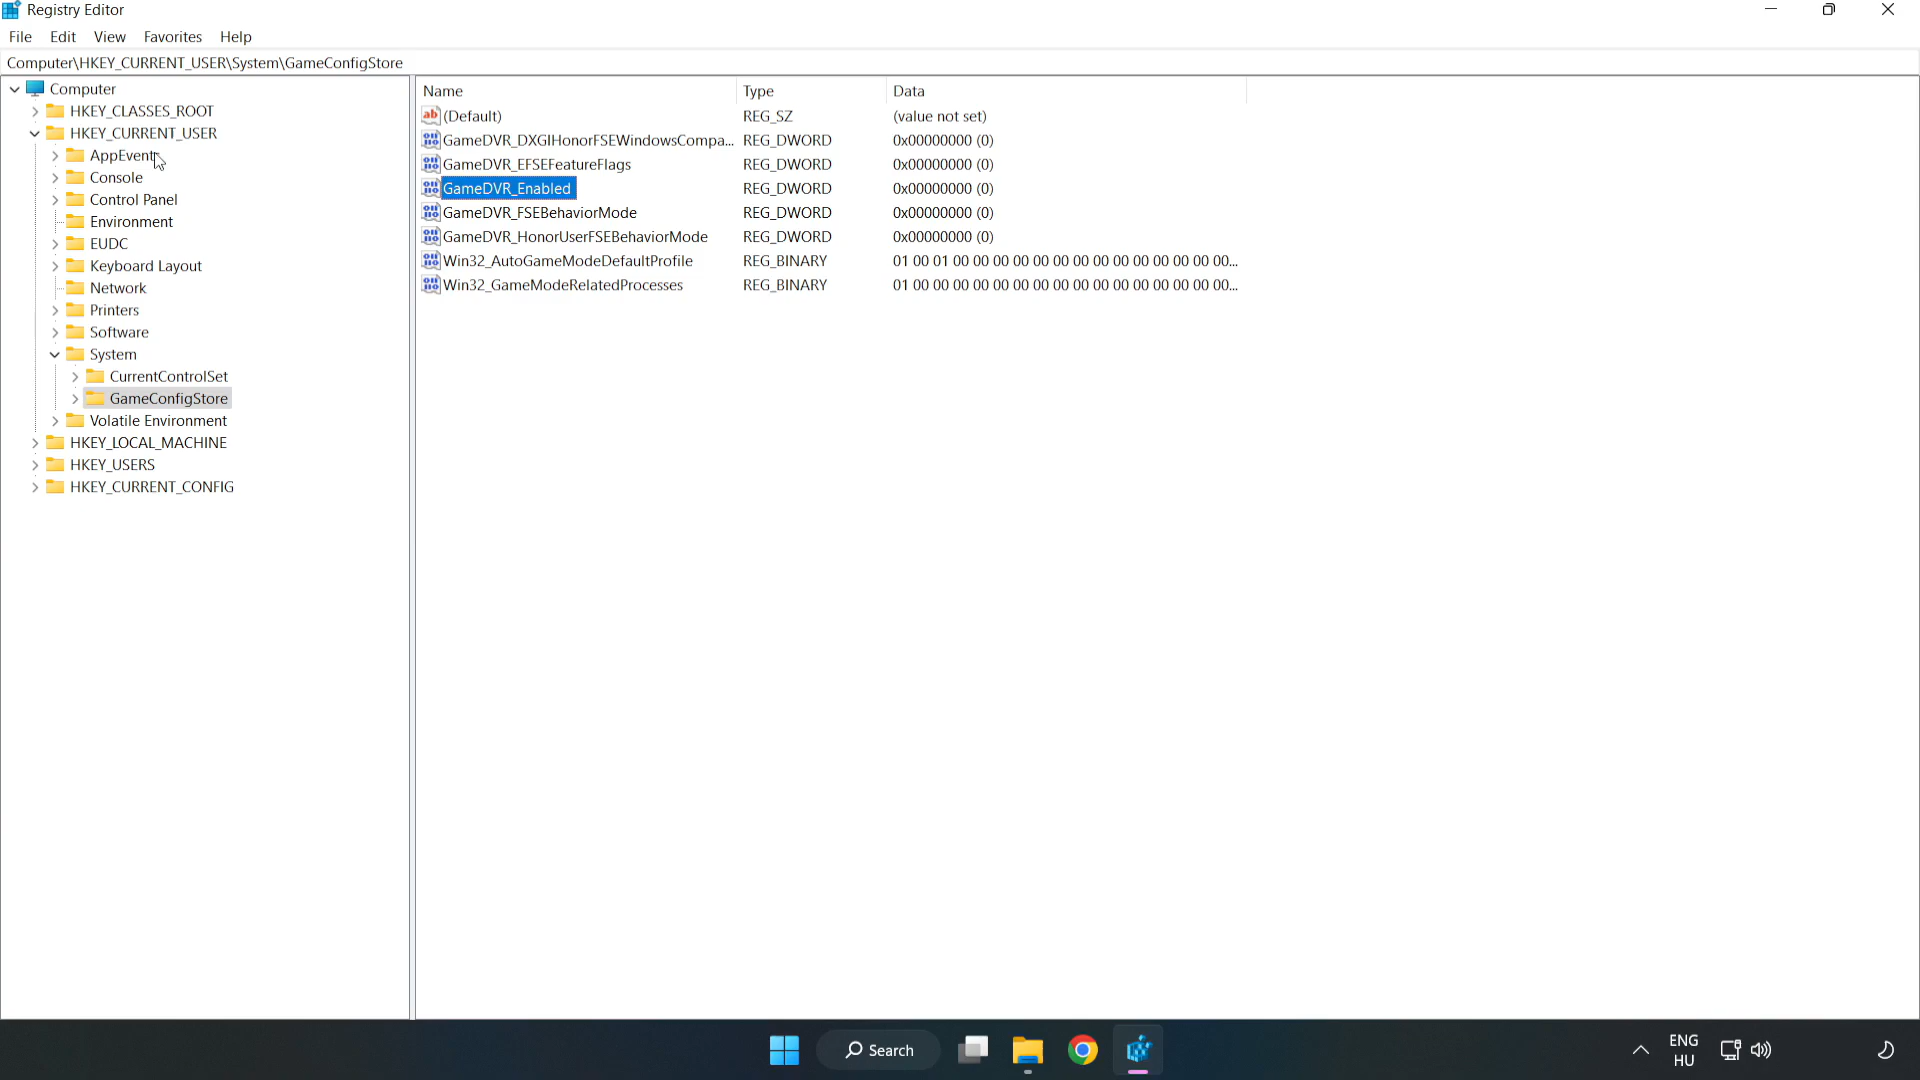 Registry Editor
File Edit View Favorites Help
Computer\HKEY_CURRENT_USER\System\GameConfigStore
Computer
HKEY_CLASSES_ROOT
HKEY_CURRENT_USER
AppEvents
Console
Control Panel
Environment
EUDC
Keyboard Layout
Network
Printers
Software
System
CurrentControlSet
GameConfigStore
Volatile Environment
HKEY_LOCAL_MACHINE
HKEY_USERS
HKEY_CURRENT_CONFIG
Name Type Data
(Default) REG_SZ (value not set)
GameDVR_DXGIHonorFSEWindowsCompa... REG_DWORD 0x00000000 (0)
GameDVR_EFSEFeatureFlags REG_DWORD 0x00000000 (0)
GameDVR_Enabled REG_DWORD 0x00000000 (0)
GameDVR_FSEBehaviorMode REG_DWORD 0x00000000 (0)
GameDVR_HonorUserFSEBehaviorMode REG_DWORD 0x00000000 (0)
Win32_AutoGameModeDefaultProfile REG_BINARY 01 00 01 00 00 00 00 00 00 00 00 00 00 00 00 00 00...
Win32_GameModeRelatedProcesses REG_BINARY 01 00 00 00 00 00 00 00 00 00 00 00 00 00 00 00 00...
Search
ENG
HU